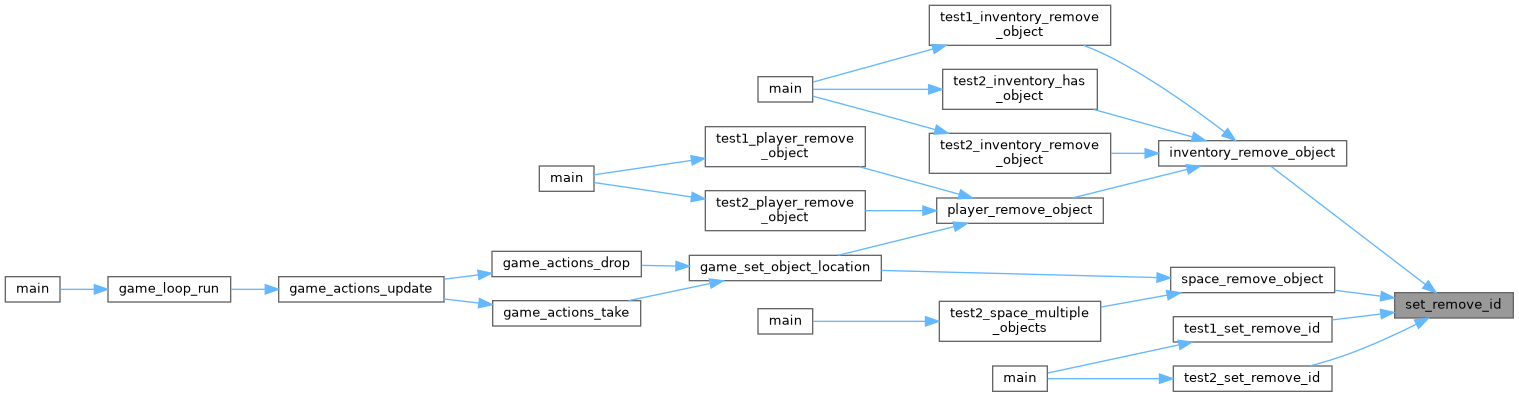 test1_inventory_remove
_object
test2_inventory_has
_object
main
test1_player_remove
_object
test2_inventory_remove
_object
inventory_remove_object
main
test2_player_remove
_object
player_remove_object
game_actions_drop
game_set_object_location
space_remove_object
main
game_loop_run
game_actions_update
game_actions_take
set_remove_id
main
test2_space_multiple
_objects
test1_set_remove_id
main
test2_set_remove_id